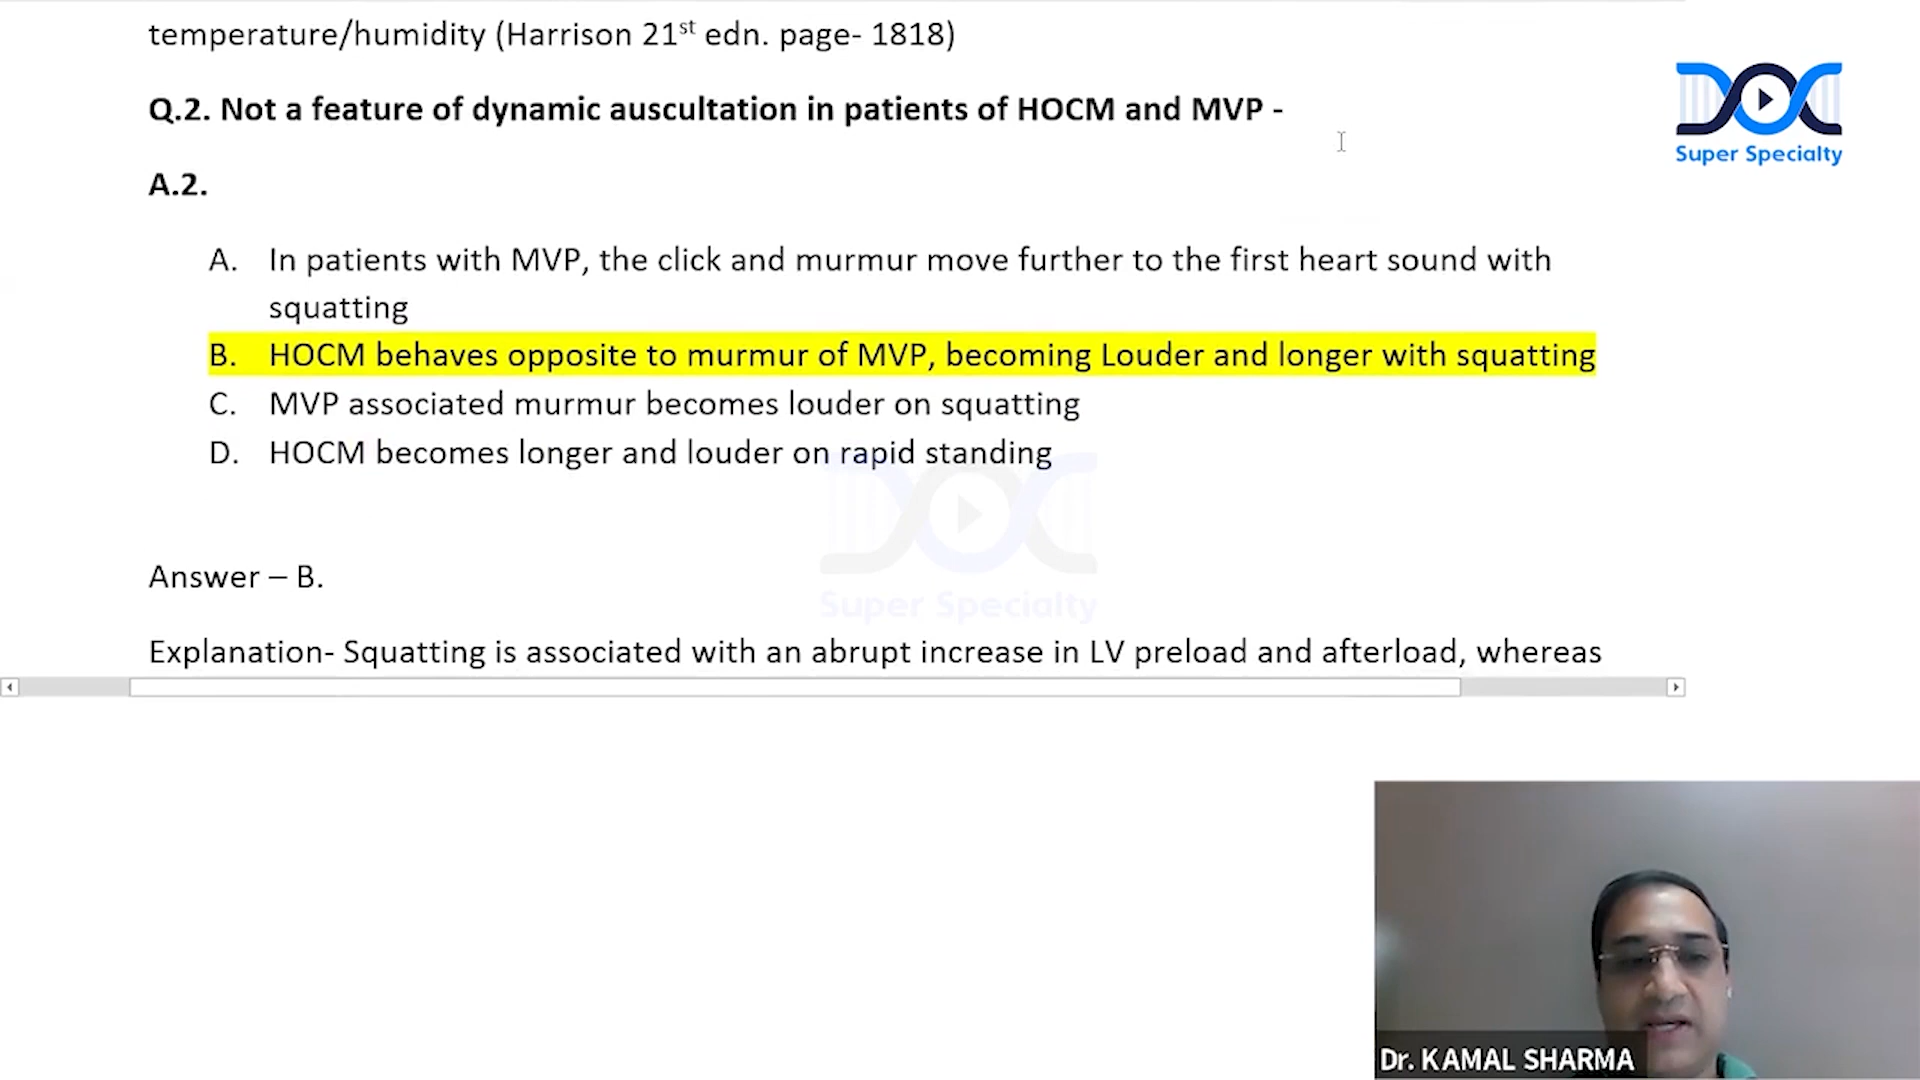 temperature/humidity (Harrison 21st edn. page- 1818)
Q.2. Not a feature of dynamic auscultation in patients of HOCM and MVP -
Super Specialty
A.2.
A. In patients with MVP, the click and murmur move further to the first heart sound with
squatting
B. HOCM behaves opposite to murmur of MVP, becoming Louder and longer with squatting
C. MVP associated murmur becomes louder on squatting
D. HOCM becomes longer and louder on rapid standing
Answer – B.
Super Specialty
Explanation- Squatting is associated with an abrupt increase in LV preload and afterload, whereas
Dr. KAMAL SHARMA